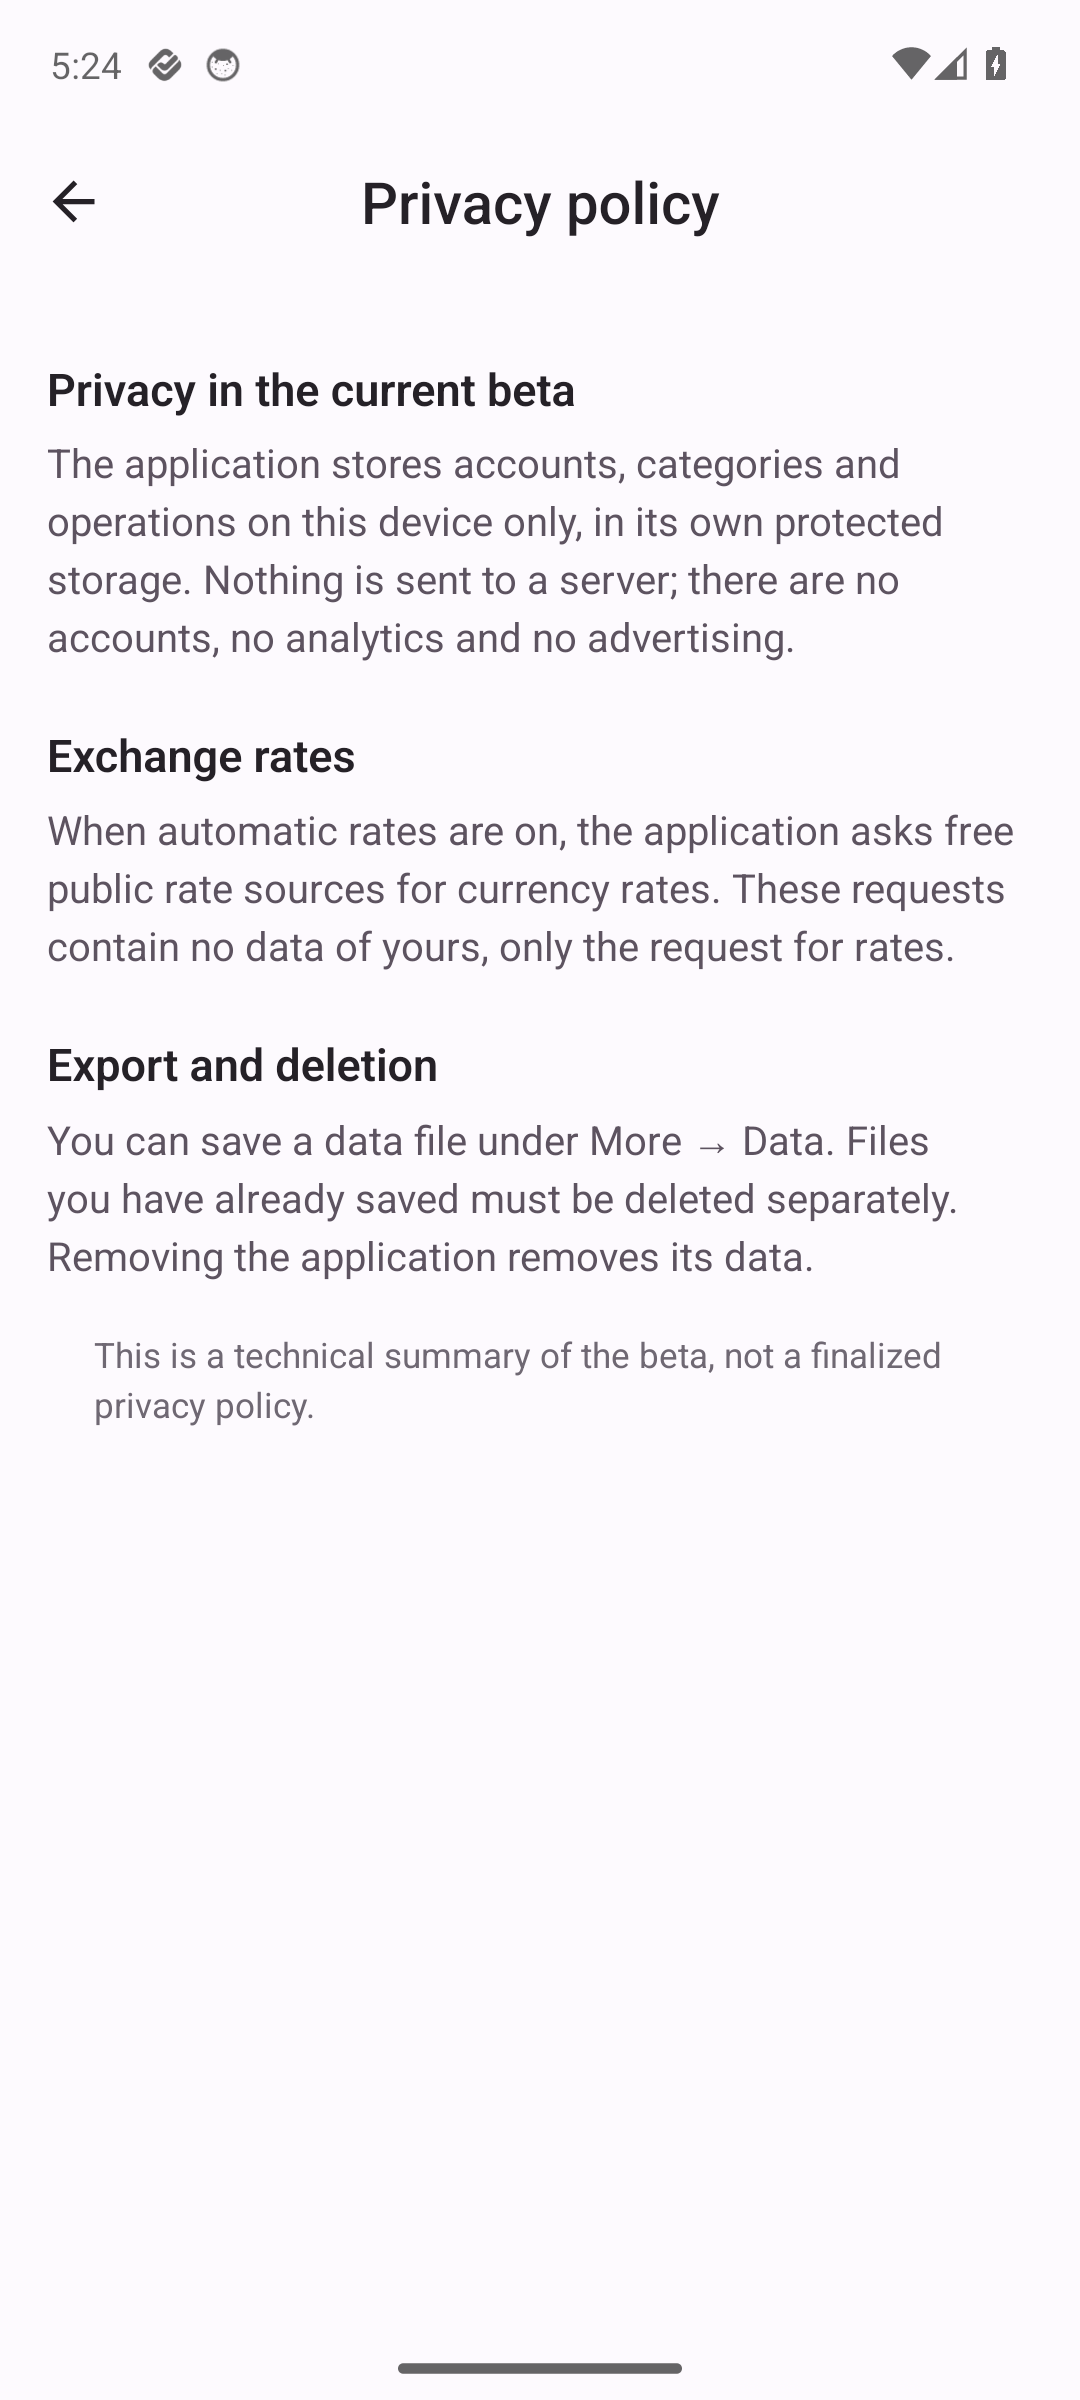 5:24
Privacy policy
Privacy in the current beta
The application stores accounts, categories and
operations on this device only, in its own protected
storage. Nothing is sent to a server; there are no
accounts, no analytics and no advertising.
Exchange rates
When automatic rates are on, the application asks free
public rate sources for currency rates. These requests
contain no data of yours, only the request for rates.
Export and deletion
You can save a data file under More → Data. Files
you have already saved must be deleted separately.
Removing the application removes its data.
This is a technical summary of the beta, not a finalized
privacy policy.